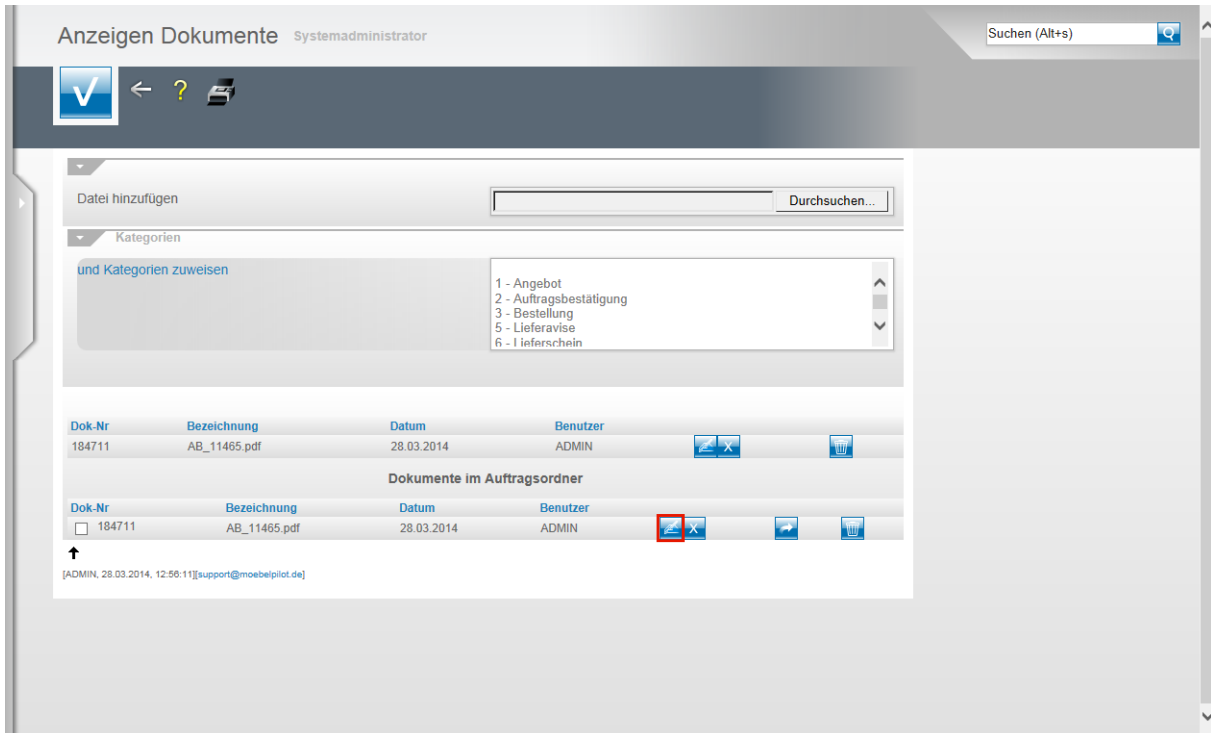 Anzeigen Dokumente Systemadministrator
Suchen (Alt+s)
Datei hinzufügen
Durchsuchen...
Kategorien
und Kategorien zuweisen
1 - Angebot
2 - Auftragsbestätigung
3 - Bestellung
5 - Lieferavise
6 - Lieferschein
Dok-Nr Bezeichnung Datum Benutzer
184711 AB_11465.pdf 28.03.2014 ADMIN X
Dokumente im Auftragsordner
Dok-Nr Bezeichnung Datum Benutzer
184711 AB_11465.pdf 28.03.2014 ADMIN X
[ADMIN, 28.03.2014, 12:56:11][support@moebelpilot.de]